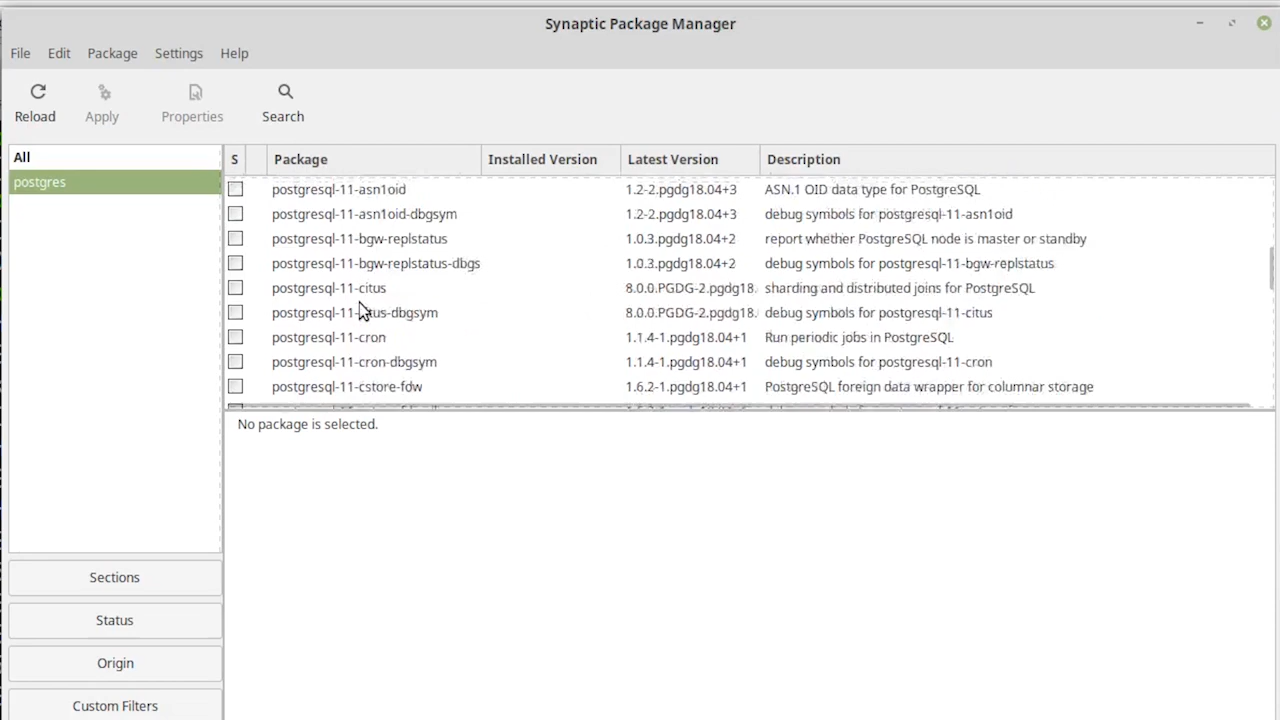 Synaptic Package Manager
File Edit Package Settings Help
Reload Apply Properties Search
All
postgres
S Package Installed Version Latest Version Description
postgresql-11-asn1oid 1.2-2.pgdg18.04+3 ASN.1 OID data type for PostgreSQL
postgresql-11-asn1oid-dbgsym 1.2-2.pgdg18.04+3 debug symbols for postgresql-11-asn1oid
postgresql-11-bgw-replstatus 1.0.3.pgdg18.04+2 report whether PostgreSQL node is master or standby
postgresql-11-bgw-replstatus-dbgs 1.0.3.pgdg18.04+2 debug symbols for postgresql-11-bgw-replstatus
postgresql-11-citus 8.0.0.PGDG-2.pgdg18. sharding and distributed joins for PostgreSQL
postgresql-11-citus-dbgsym 8.0.0.PGDG-2.pgdg18. debug symbols for postgresql-11-citus
postgresql-11-cron 1.1.4-1.pgdg18.04+1 Run periodic jobs in PostgreSQL
postgresql-11-cron-dbgsym 1.1.4-1.pgdg18.04+1 debug symbols for postgresql-11-cron
postgresql-11-cstore-fdw 1.6.2-1.pgdg18.04+1 PostgreSQL foreign data wrapper for columnar storage
No package is selected.
Sections
Status
Origin
Custom Filters